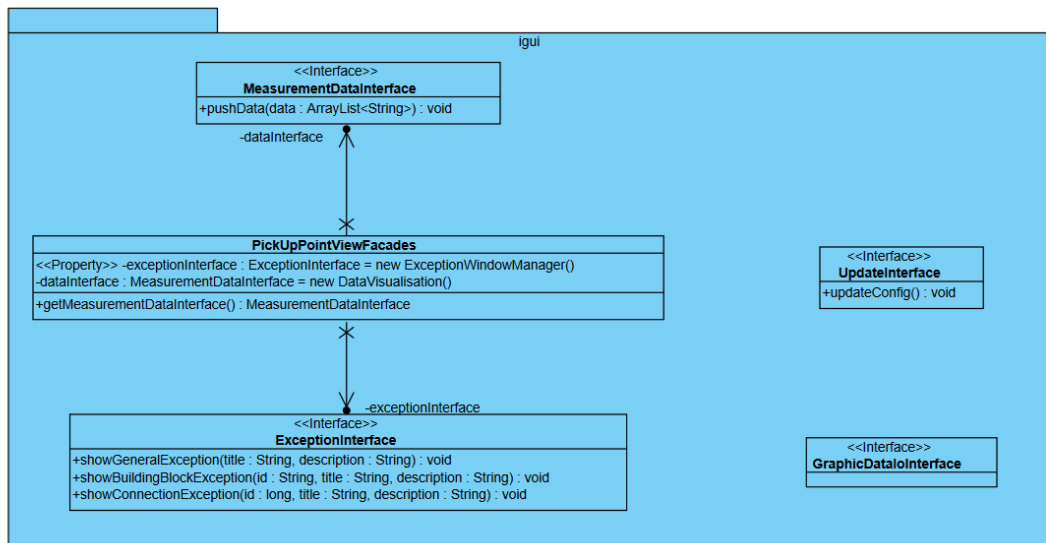 igui
<<Interface>>
MeasurementDataInterface
+pushData(data : ArrayList<String>) : void
-dataInterface
PickUpPointViewFacades
<<Property>> -exceptionInterface : ExceptionInterface = new ExceptionWindowManager()
-dataInterface : MeasurementDataInterface = new DataVisualisation()
+getMeasurementDataInterface() : MeasurementDataInterface
<<Interface>>
UpdateInterface
+updateConfig() : void
-exceptionInterface
<<Interface>>
ExceptionInterface
+showGeneralException(title : String, description : String) : void
+showBuildingBlockException(id : String, title : String, description : String) : void
+showConnectionException(id : long, title : String, description : String) : void
<<Interface>>
GraphicDataIoInterface